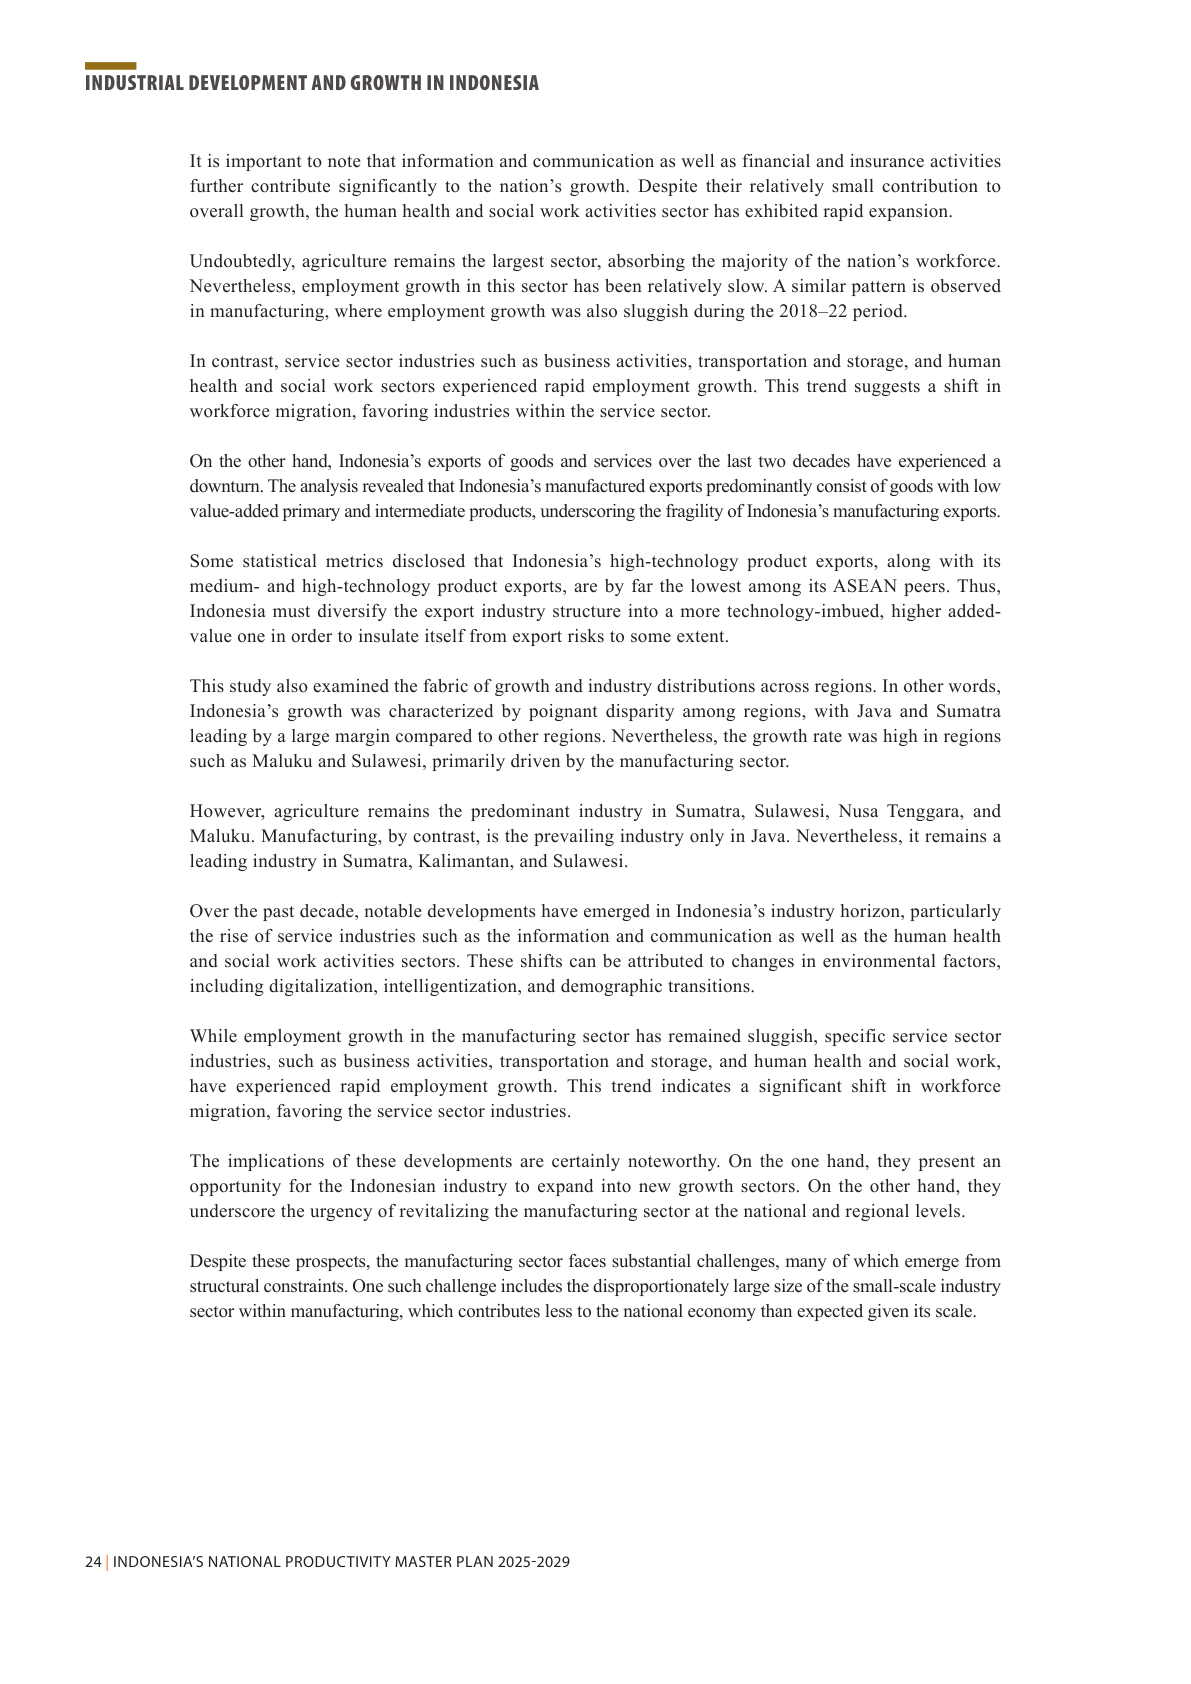 INDUSTRIAL DEVELOPMENT AND GROWTH IN INDONESIA
It is important to note that information and communication as well as financial and insurance activities
further contribute significantly to the nation’s growth. Despite their relatively small contribution to
overall growth, the human health and social work activities sector has exhibited rapid expansion.
Undoubtedly, agriculture remains the largest sector, absorbing the majority of the nation’s workforce.
Nevertheless, employment growth in this sector has been relatively slow. A similar pattern is observed
in manufacturing, where employment growth was also sluggish during the 2018–22 period.
In contrast, service sector industries such as business activities, transportation and storage, and human
health and social work sectors experienced rapid employment growth. This trend suggests a shift in
workforce migration, favoring industries within the service sector.
On the other hand, Indonesia’s exports of goods and services over the last two decades have experienced a
downturn. The analysis revealed that Indonesia’s manufactured exports predominantly consist of goods with low
value-added primary and intermediate products, underscoring the fragility of Indonesia’s manufacturing exports.
Some statistical metrics disclosed that Indonesia’s high-technology product exports, along with its
medium- and high-technology product exports, are by far the lowest among its ASEAN peers. Thus,
Indonesia must diversify the export industry structure into a more technology-imbued, higher added-
value one in order to insulate itself from export risks to some extent.
This study also examined the fabric of growth and industry distributions across regions. In other words,
Indonesia’s growth was characterized by poignant disparity among regions, with Java and Sumatra
leading by a large margin compared to other regions. Nevertheless, the growth rate was high in regions
such as Maluku and Sulawesi, primarily driven by the manufacturing sector.
However, agriculture remains the predominant industry in Sumatra, Sulawesi, Nusa Tenggara, and
Maluku. Manufacturing, by contrast, is the prevailing industry only in Java. Nevertheless, it remains a
leading industry in Sumatra, Kalimantan, and Sulawesi.
Over the past decade, notable developments have emerged in Indonesia’s industry horizon, particularly
the rise of service industries such as the information and communication as well as the human health
and social work activities sectors. These shifts can be attributed to changes in environmental factors,
including digitalization, intelligentization, and demographic transitions.
While employment growth in the manufacturing sector has remained sluggish, specific service sector
industries, such as business activities, transportation and storage, and human health and social work,
have experienced rapid employment growth. This trend indicates a significant shift in workforce
migration, favoring the service sector industries.
The implications of these developments are certainly noteworthy. On the one hand, they present an
opportunity for the Indonesian industry to expand into new growth sectors. On the other hand, they
underscore the urgency of revitalizing the manufacturing sector at the national and regional levels.
Despite these prospects, the manufacturing sector faces substantial challenges, many of which emerge from
structural constraints. One such challenge includes the disproportionately large size of the small-scale industry
sector within manufacturing, which contributes less to the national economy than expected given its scale.
24 | INDONESIA’S NATIONAL PRODUCTIVITY MASTER PLAN 2025-2029